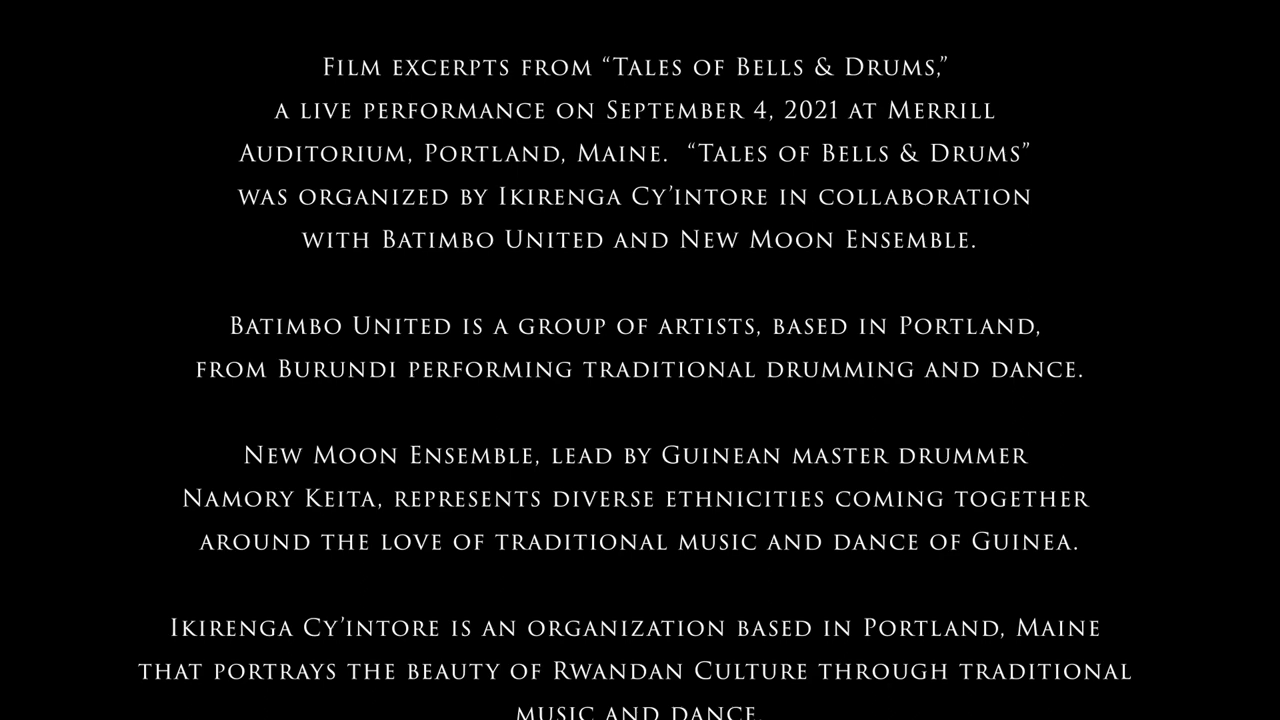 Film excerpts from “Tales of Bells & Drums,”
a live performance on September 4, 2021 at Merrill
Auditorium, Portland, Maine.  “Tales of Bells & Drums”
was organized by Ikirenga Cy’intore in collaboration
with Batimbo United and New Moon Ensemble.
Batimbo United is a group of artists, based in Portland,
from Burundi performing traditional drumming and dance.
New Moon Ensemble, lead by Guinean master drummer
Namory Keita, represents diverse ethnicities coming together
around the love of traditional music and dance of Guinea.
Ikirenga Cy’intore is an organization based in Portland, Maine
that portrays the beauty of Rwandan Culture through traditional
music and dance.